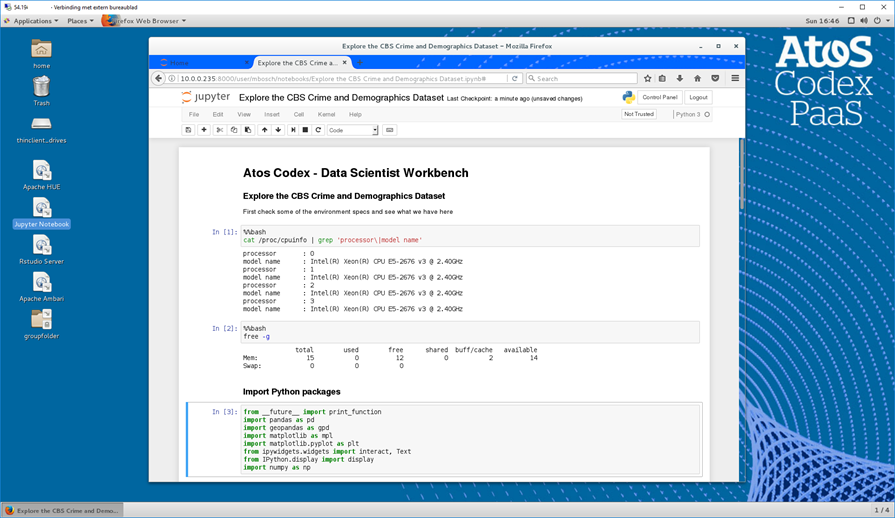 54.19i - Verbinding met extern bureaublad
Applications Places Firefox Web Browser Sun 16:46
home
Trash
thinclient_drives
Apache HUE
Jupyter Notebook
Rstudio Server
Apache Ambari
groupfolder
Explore the CBS Crime and Demographics Dataset - Mozilla Firefox
Home
Explore the CBS Crime a...
10.0.0.235:8000/user/mbosch/notebooks/Explore the CBS Crime and Demographics Dataset.ipynb#
Search
jupyter Explore the CBS Crime and Demographics Dataset Last Checkpoint: a minute ago (unsaved changes)
Control Panel Logout
File Edit View Insert Cell Kernel Help
Not Trusted Python 3
Code
Atos Codex - Data Scientist Workbench
Explore the CBS Crime and Demographics Dataset
First check some of the environment specs and see what we have here
In [1]: %%bash
cat /proc/cpuinfo | grep 'processor\|model name'
processor : 0
model name : Intel(R) Xeon(R) CPU E5-2676 v3 @ 2.40GHz
processor : 1
model name : Intel(R) Xeon(R) CPU E5-2676 v3 @ 2.40GHz
processor : 2
model name : Intel(R) Xeon(R) CPU E5-2676 v3 @ 2.40GHz
processor : 3
model name : Intel(R) Xeon(R) CPU E5-2676 v3 @ 2.40GHz
In [2]: %%bash
free -g
total used free shared buff/cache available
Mem: 15 0 12 0 2 14
Swap: 0 0 0
Import Python packages
In [3]: from __future__ import print_function
import pandas as pd
import geopandas as gpd
import matplotlib as mpl
import matplotlib.pyplot as plt
from ipywidgets.widgets import interact, Text
from IPython.display import display
import numpy as np
Atos
Codex
PaaS
Explore the CBS Crime and Demo...
1 / 4